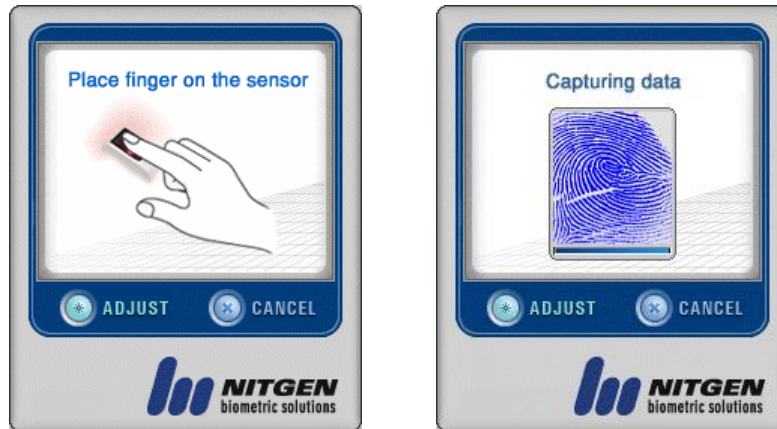 Place finger on the sensor
ADJUST CANCEL
NITGEN
biometric solutions
Capturing data
ADJUST CANCEL
NITGEN
biometric solutions